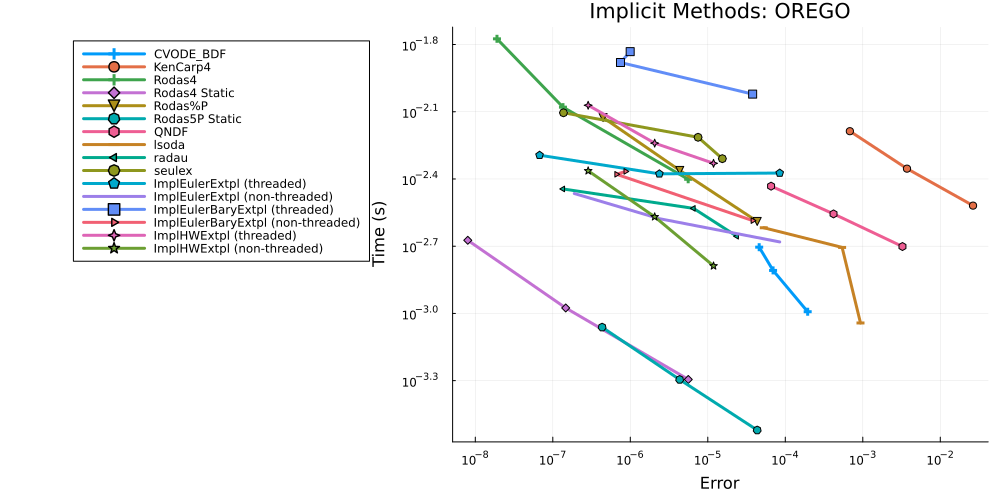 Implicit Methods: OREGO
CVODE_BDF
KenCarp4
Rodas4
Rodas4 Static
Rodas%P
Rodas5P Static
QNDF
lsoda
radau
seulex
ImplEulerExtpl (threaded)
ImplEulerExtpl (non-threaded)
ImplEulerBaryExtpl (threaded)
ImplEulerBaryExtpl (non-threaded)
ImplHWExtpl (threaded)
ImplHWExtpl (non-threaded)
Time (s)
10⁻¹·⁸
10⁻²·¹
10⁻²·⁴
10⁻²·⁷
10⁻³·⁰
10⁻³·³
10⁻⁸ 10⁻⁷ 10⁻⁶ 10⁻⁵ 10⁻⁴ 10⁻³ 10⁻²
Error